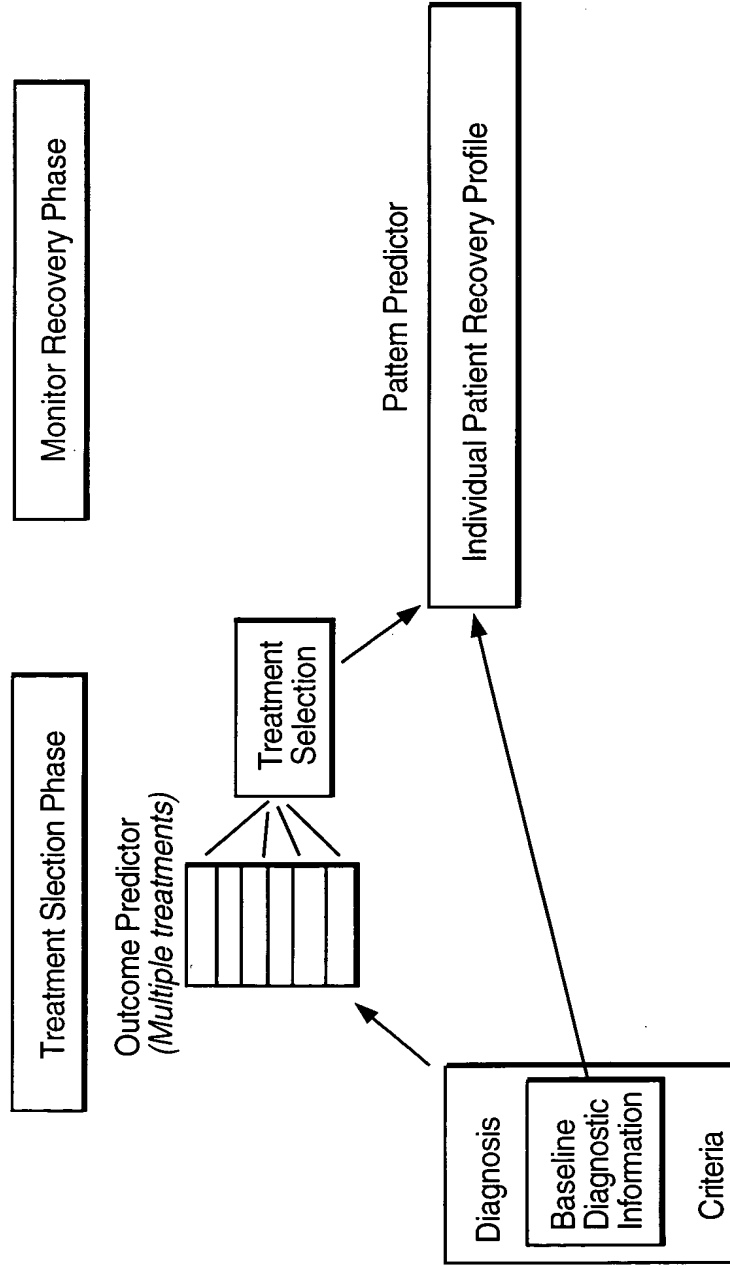 Treatment Slection Phase
Monitor Recovery Phase
Outcome Predictor
(Multiple treatments)
Treatment
Selection
Pattern Predictor
Individual Patient Recovery Profile
Diagnosis
Baseline
Diagnostic
Information
Criteria